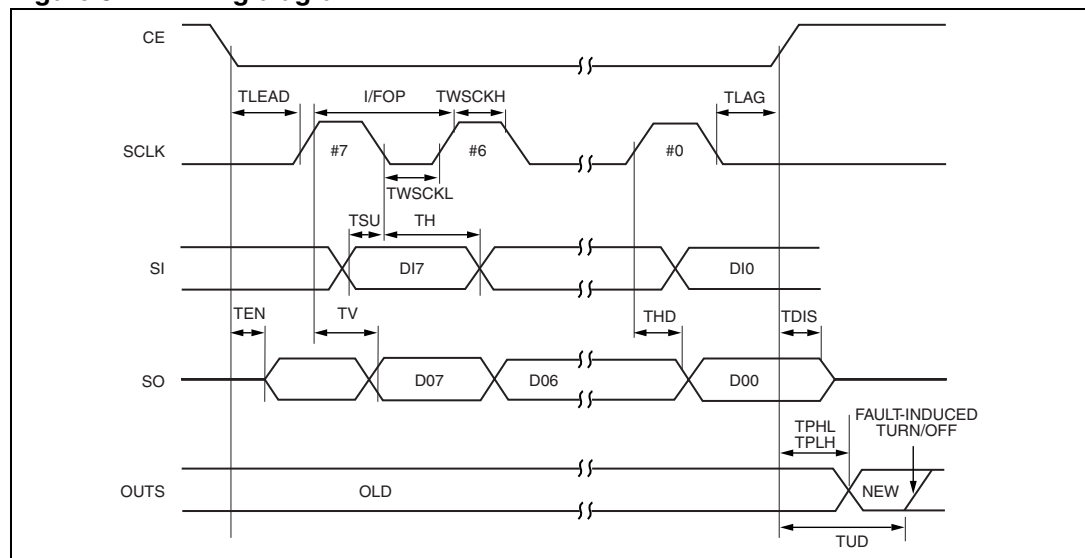 CE
TLEAD
I/FOP
TWSCKH
TLAG
SCLK
#7
#6
#0
TWSCKL
TSU
TH
SI
DI7
DI0
TEN
TV
THD
TDIS
SO
D07
D06
D00
TPHL
TPLH
FAULT-INDUCED
TURN/OFF
OUTS
OLD
NEW
TUD